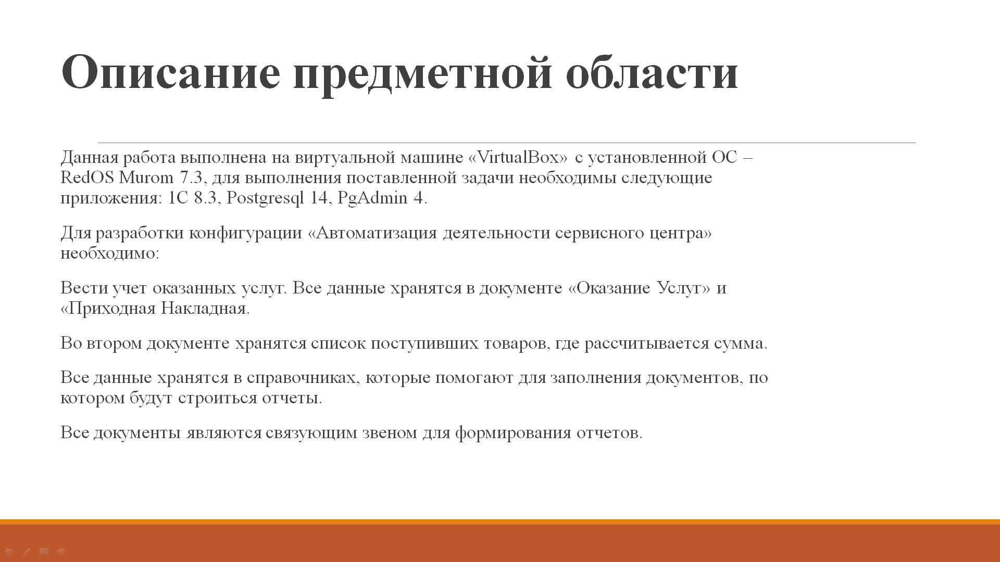 Описание предметной области
Данная работа выполнена на виртуальной машине «VirtualBox» с установленной ОС –
RedOS Murom 7.3, для выполнения поставленной задачи необходимы следующие
приложения: 1С 8.3, Postgresql 14, PgAdmin 4.
Для разработки конфигурации «Автоматизация деятельности сервисного центра»
необходимо:
Вести учет оказанных услуг. Все данные хранятся в документе «Оказание Услуг» и
«Приходная Накладная.
Во втором документе хранятся список поступивших товаров, где рассчитывается сумма.
Все данные хранятся в справочниках, которые помогают для заполнения документов, по
котором будут строиться отчеты.
Все документы являются связующим звеном для формирования отчетов.